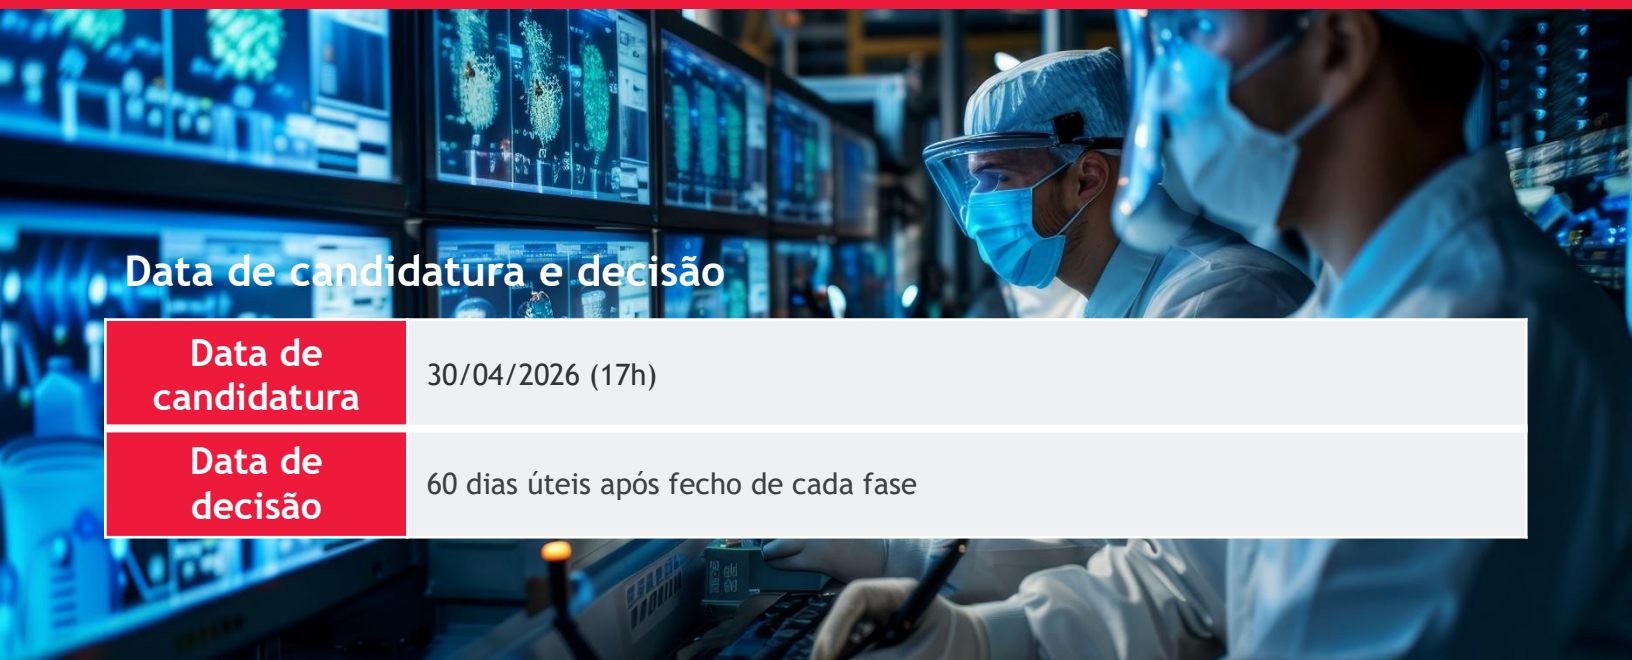 Data de candidatura e decisão
Data de
candidatura
30/04/2026 (17h)
Data de
decisão
60 dias úteis após fecho de cada fase